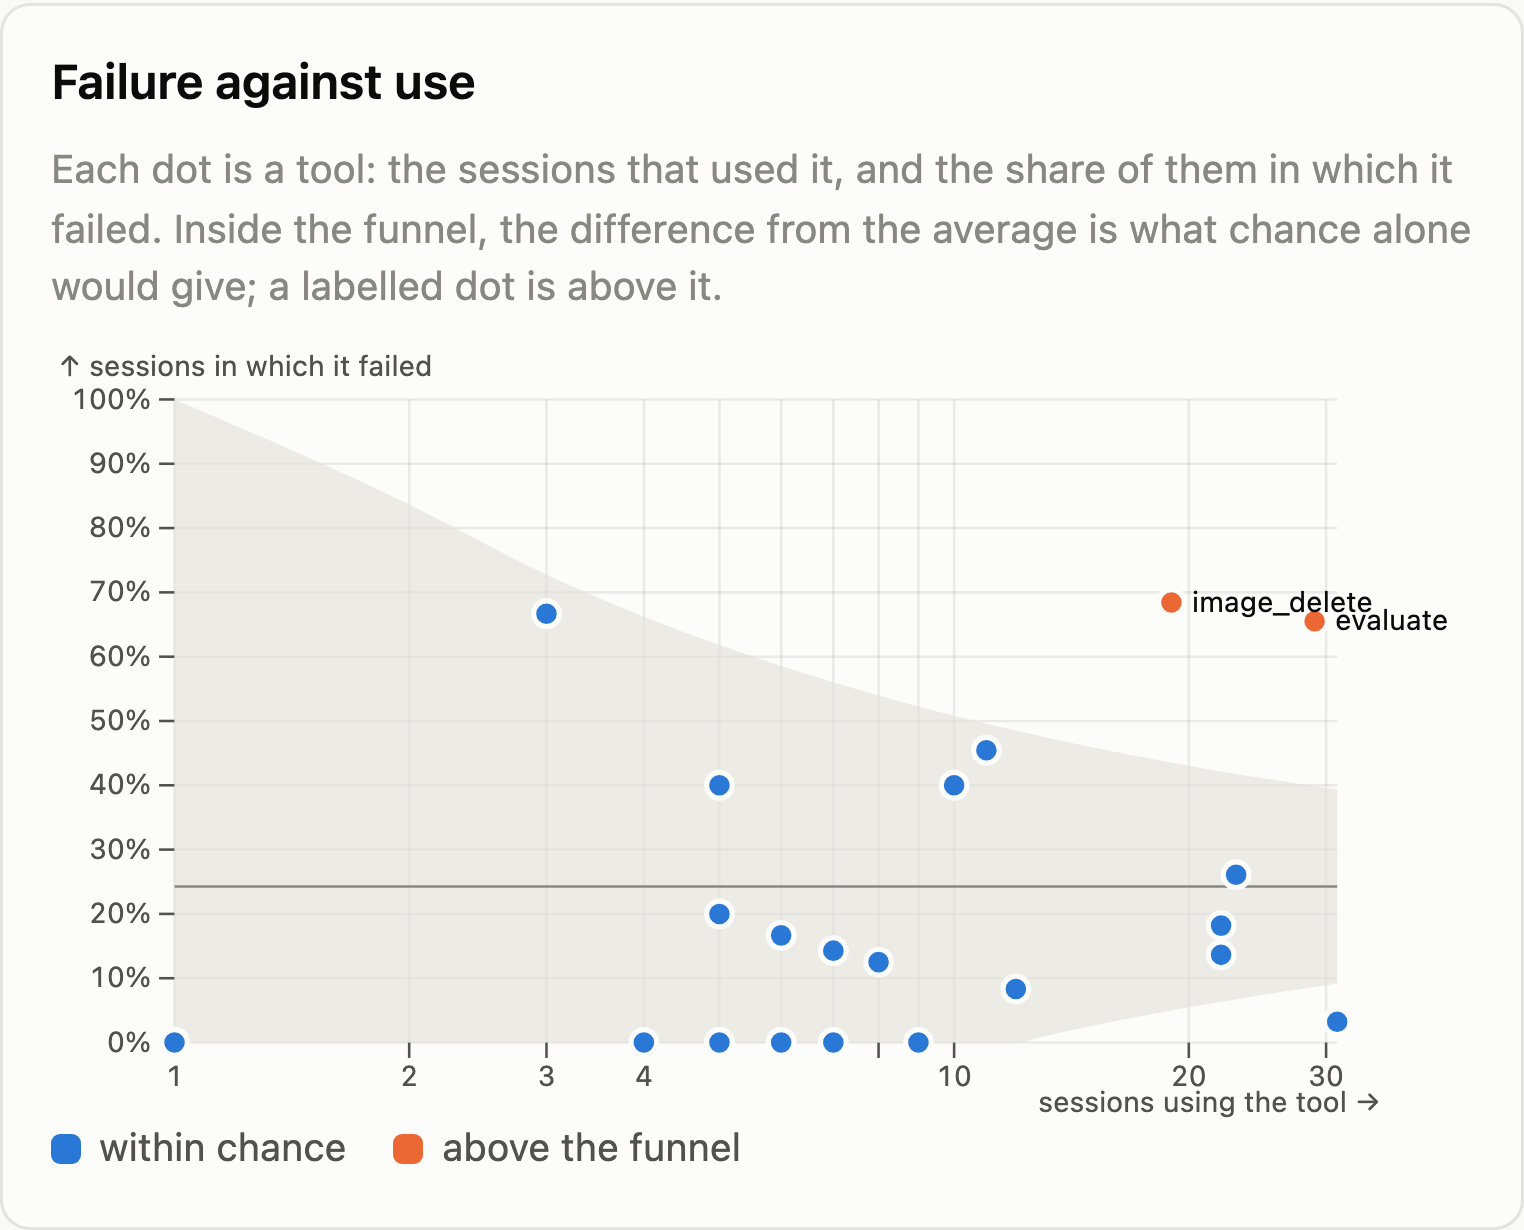 Failure against use
Each dot is a tool: the sessions that used it, and the share of them in which it
failed. Inside the funnel, the difference from the average is what chance alone
would give; a labelled dot is above it.
↑ sessions in which it failed
100%
90%
80%
70%
60%
50%
40%
30%
20%
10%
0%
image_delete
evaluate
1 2 3 4 10 20 30
sessions using the tool →
within chance above the funnel